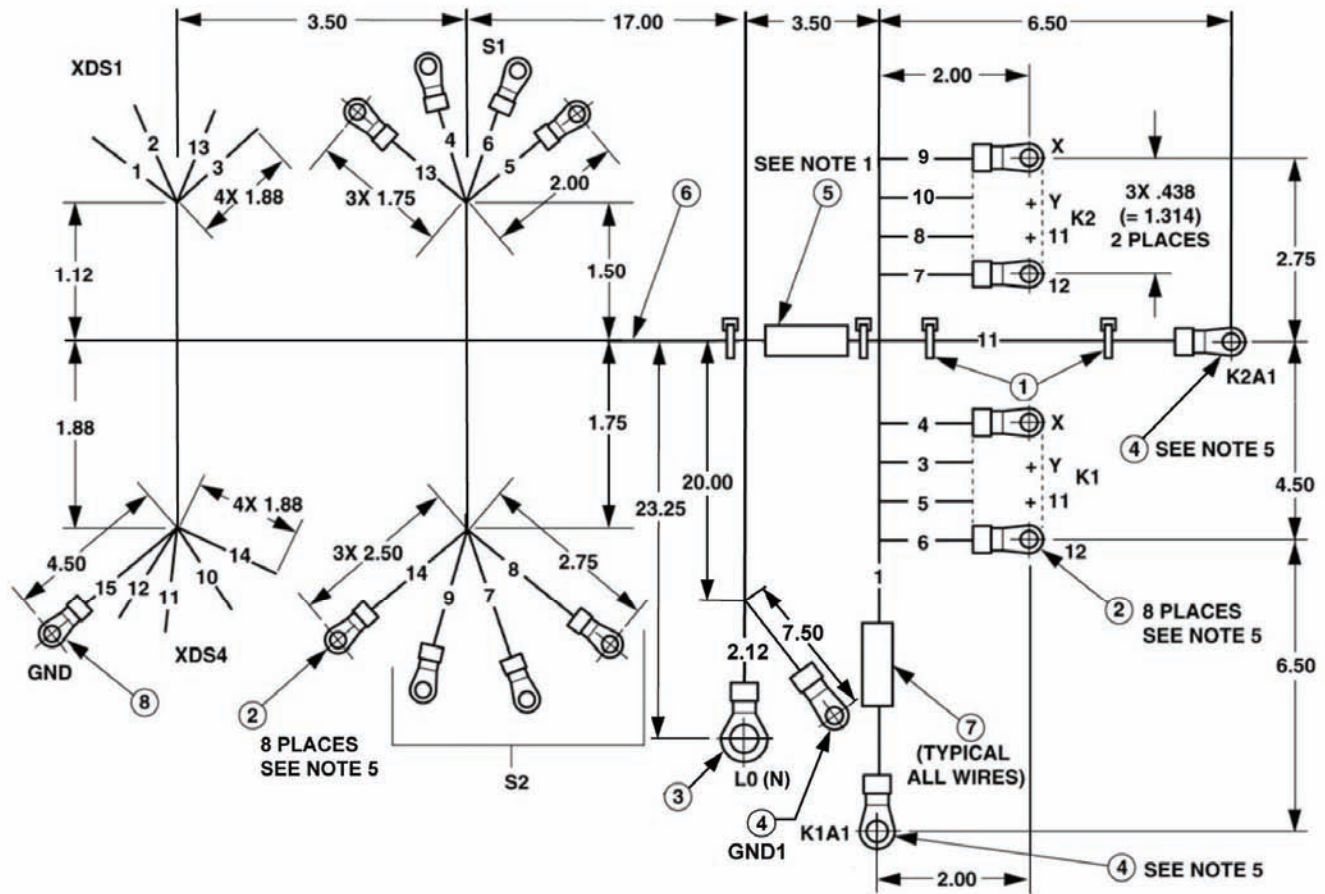 3.50
17.00
3.50
6.50
XDS1
S1
2.00
2
13
1
3
4X 1.88
4
6
13
5
3X 1.75
2.00
SEE NOTE 1
6
5
9
X
10
Y
K2
8
11
7
12
3X .438
(= 1.314)
2 PLACES
2.75
1.12
1.50
11
1
K2A1
4 SEE NOTE 5
1.88
1.75
20.00
23.25
4
X
3
Y
K1
5
11
6
12
4.50
4X 1.88
4.50
14
15
12
11
10
3X 2.50
2.75
14
9
7
8
1
2 8 PLACES
SEE NOTE 5
7.50
2.12
6.50
GND
XDS4
8
2
8 PLACES
SEE NOTE 5
S2
3
L0 (N)
4
GND1
7
(TYPICAL
ALL WIRES)
K1A1
4 SEE NOTE 5
2.00